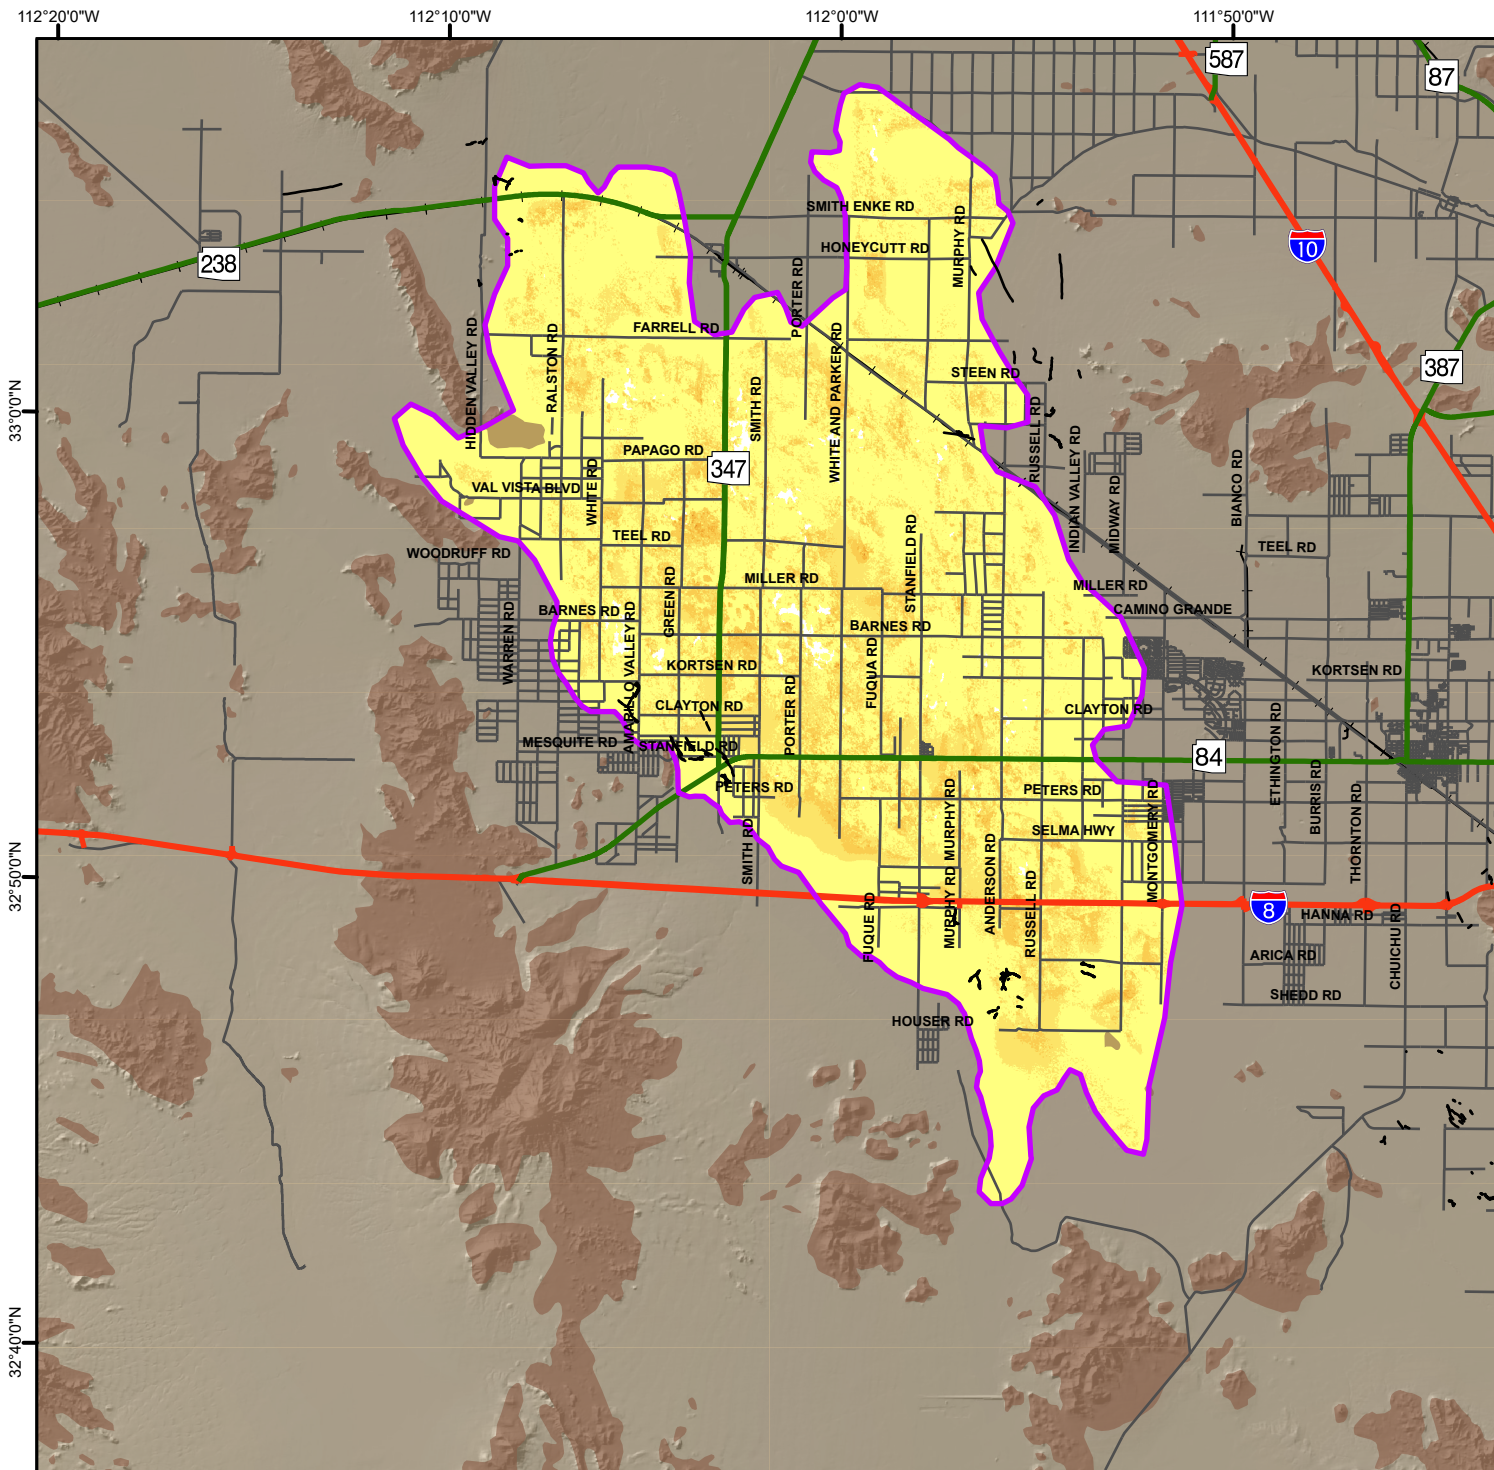 112°20'0"W
112°10'0"W
112°0'0"W
111°50'0"W
587
87
SMITH ENKE RD
MURPHY RD
HONEYCUTT RD
10
238
PORTER RD
HIDDEN VALLEY RD
RALSTON RD
FARRELL RD
WHITE AND PARKER RD
387
STEEN RD
SMITH RD
33°0'0"N
RUSSELL RD
INDIAN VALLEY RD
PAPAGO RD
347
BIANCO RD
MIDWAY RD
VAL VISTA BLVD
WHITE RD
STANFIELD RD
TEEL RD
TEEL RD
WOODRUFF RD
MILLER RD
MILLER RD
GREEN RD
BARNES RD
CAMINO GRANDE
BARNES RD
WARREN RD
AMARILLO VALLEY RD
FUQUA RD
KORTSEN RD
KORTSEN RD
CLAYTON RD
CLAYTON RD
PORTER RD
MESQUITE RD
STANFIELD RD
84
ETHINGTON RD
PETERS RD
PETERS RD
BURRIS RD
MURPHY RD
MONTGOMERY RD
THORNTON RD
SELMA HWY
SMITH RD
ANDERSON RD
32°50'0"N
MURPHY RD
RUSSELL RD
FUQUE RD
8
HANNA RD
CHUICHU RD
ARICA RD
SHEDD RD
HOUSER RD
32°40'0"N